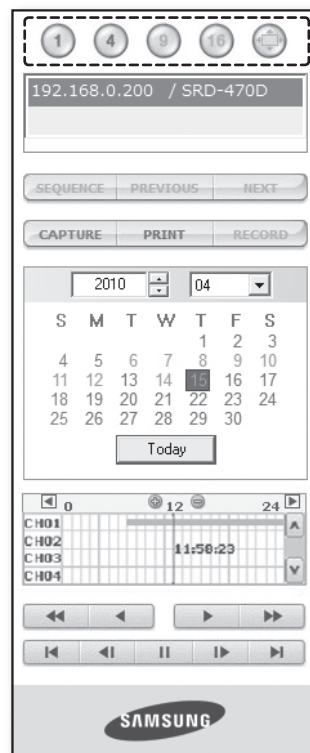 1 4 9 16
192.168.0.200 / SRD-470D
SEQUENCE PREVIOUS NEXT
CAPTURE PRINT RECORD
2010 04
S M T W T F S
1 2 3
4 5 6 7 8 9 10
11 12 13 14 15 16 17
18 19 20 21 22 23 24
25 26 27 28 29 30
Today
0 12 24
CH01
CH02
11:58:23
CH03
CH04
SAMSUNG